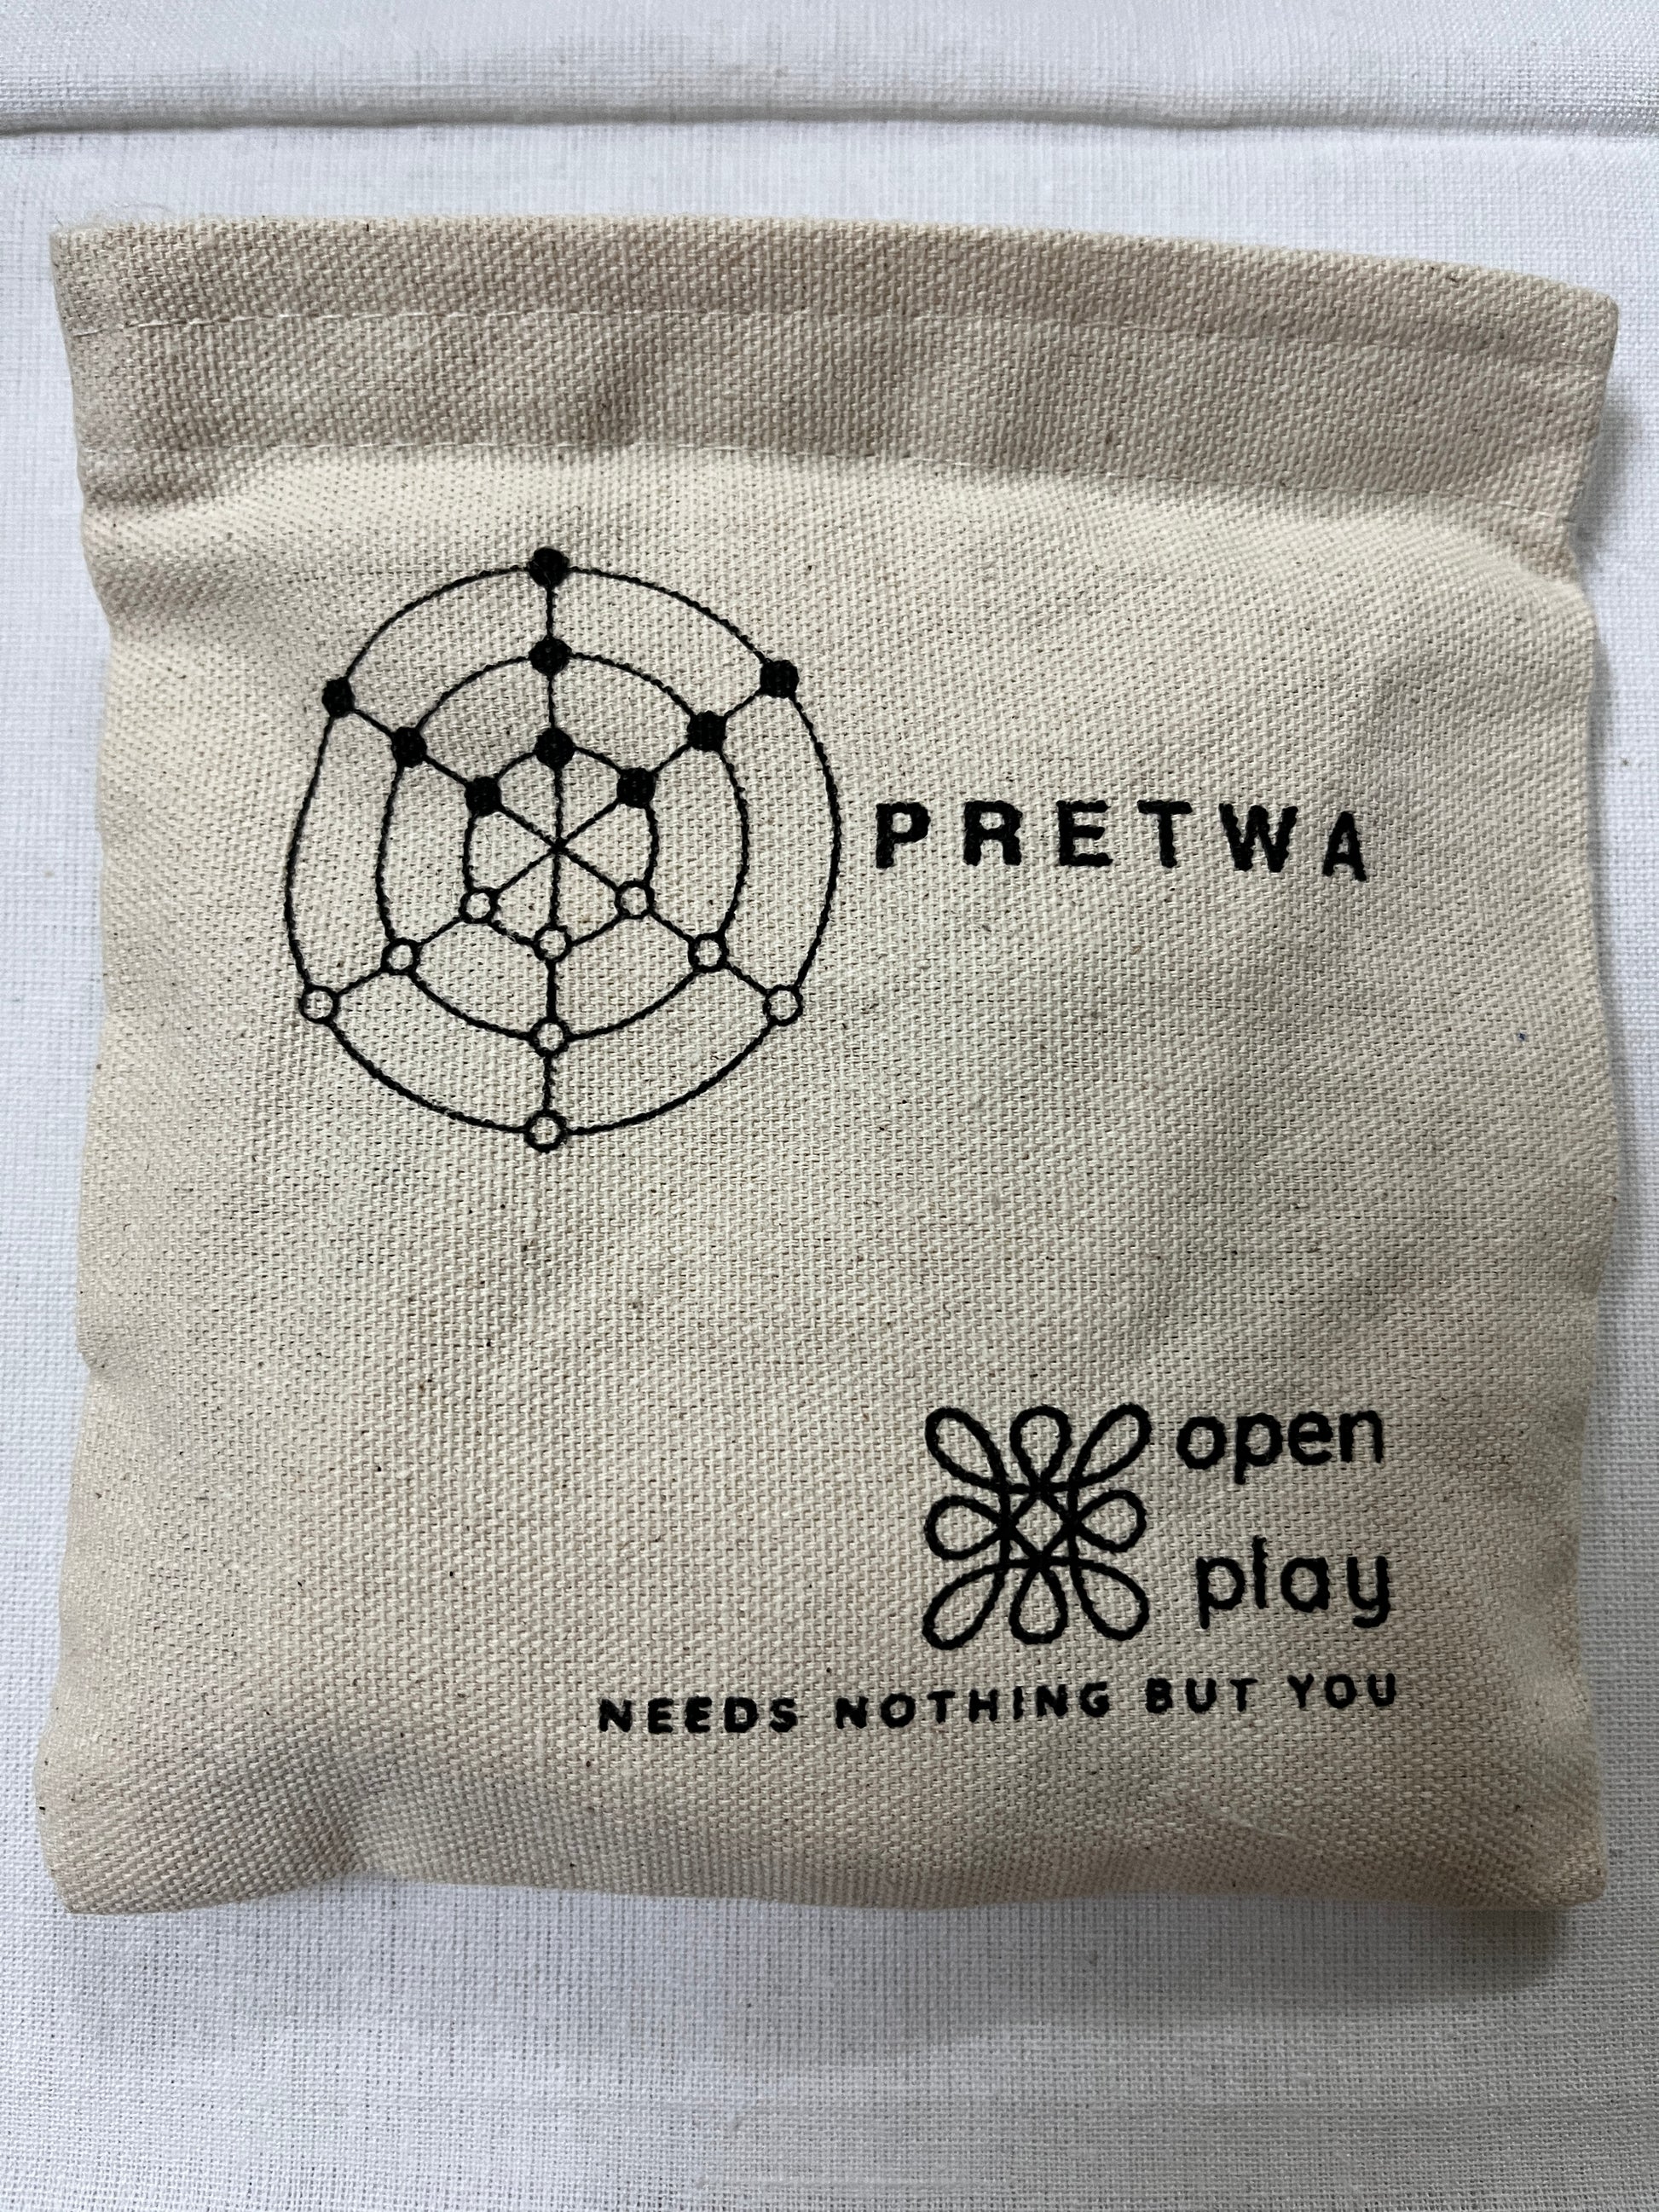 PRETWA
open
play
NEEDS NOTHING BUT YOU